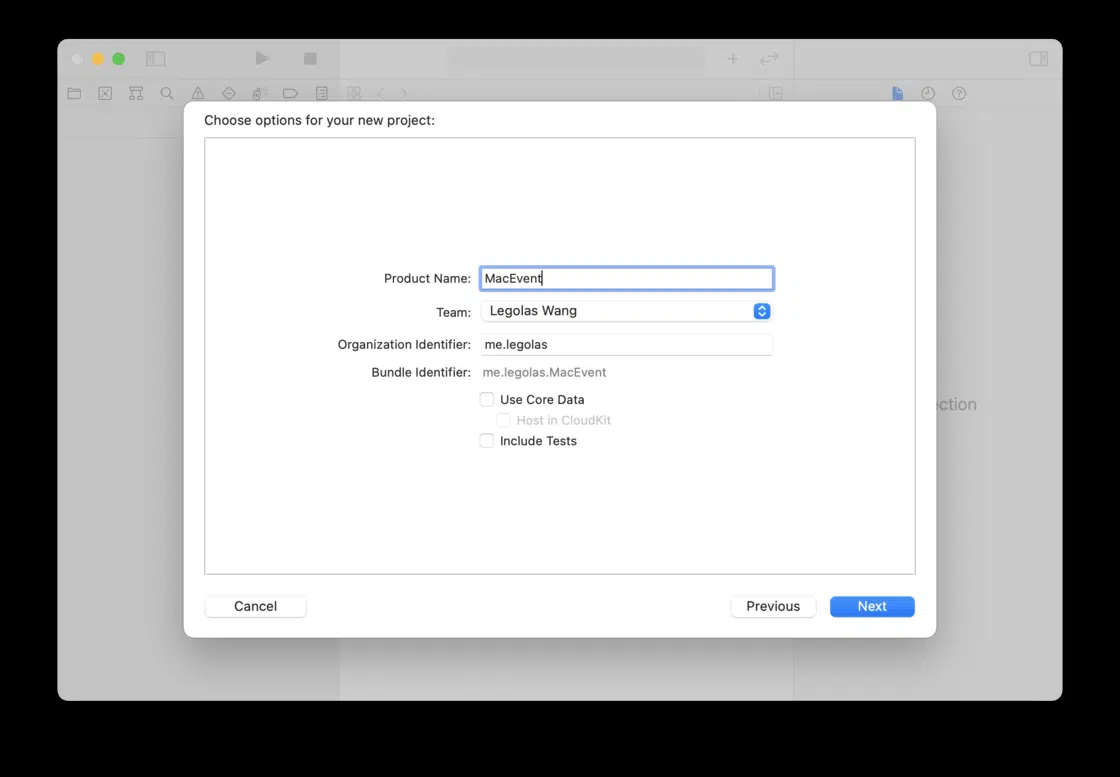 Choose options for your new project:
Product Name: MacEvent
Team: Legolas Wang
Organization Identifier: me.legolas
Bundle Identifier: me.legolas.MacEvent
Use Core Data
Host in CloudKit
Include Tests
ction
Cancel Previous Next